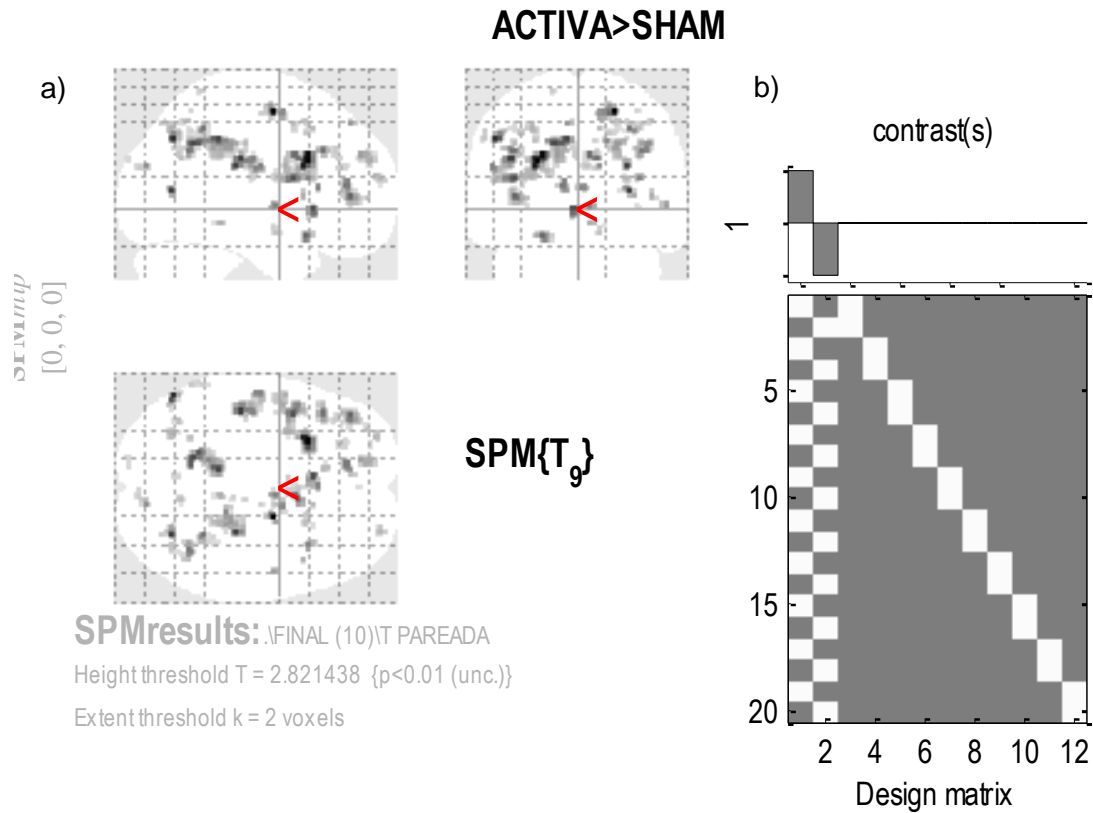 ACTIVA>SHAM
a)
b)
SPMmip
[0, 0, 0]
<
<
<
SPM{T9}
SPMresults: .\FINAL (10)\T PAREADA
Height threshold T = 2.821438 {p<0.01 (unc.)}
Extent threshold k = 2 voxels
contrast(s)
1
5
10
15
20
2 4 6 8 10 12
Design matrix